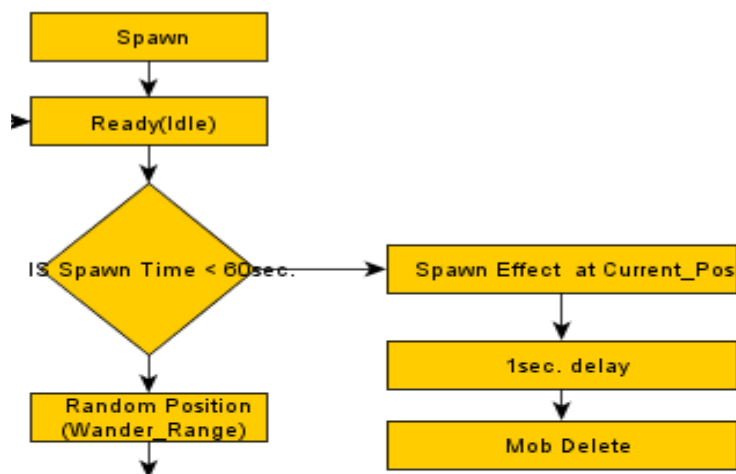 Spawn
Ready(Idle)
IS Spawn Time < 60sec.
Spawn Effect at Current_Pos
1sec. delay
Random Position
(Wander_Range)
Mob Delete